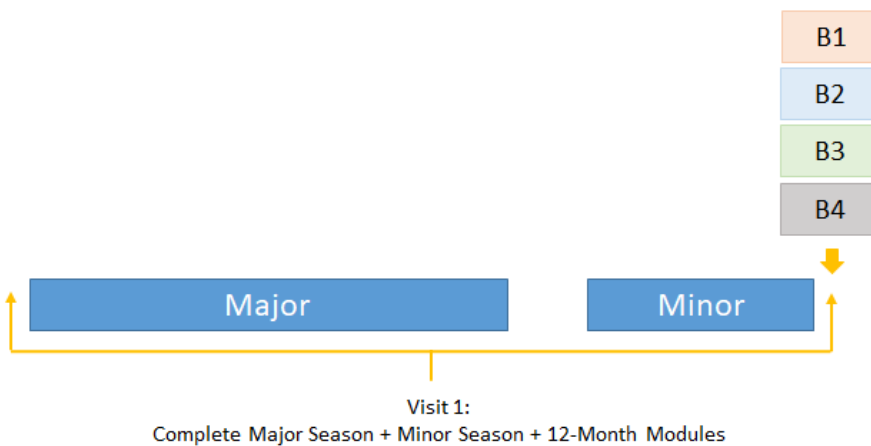 B1
B2
B3
B4
Major
Minor
Visit 1:
Complete Major Season + Minor Season + 12-Month Modules